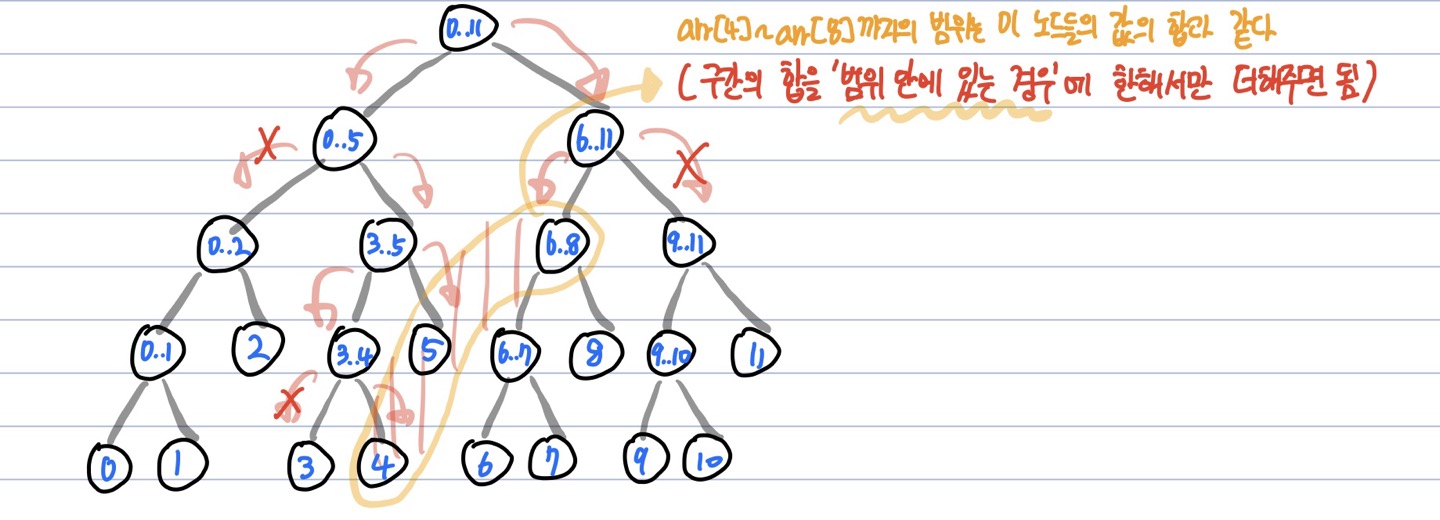 arr[4] ~ arr[8] 까지의 범위는 이 노드들의 값의 합과 같다
(구간의 합을 '범위 안에 있는 경우'에 한해서만 더해주면 됨)
0..11
0..5 6..11
X X
0..2 3..5 6..8 9..11
0..1 2 3..4 5 6..7 8 9..10 11
X
0 1 3 4 6 7 9 10